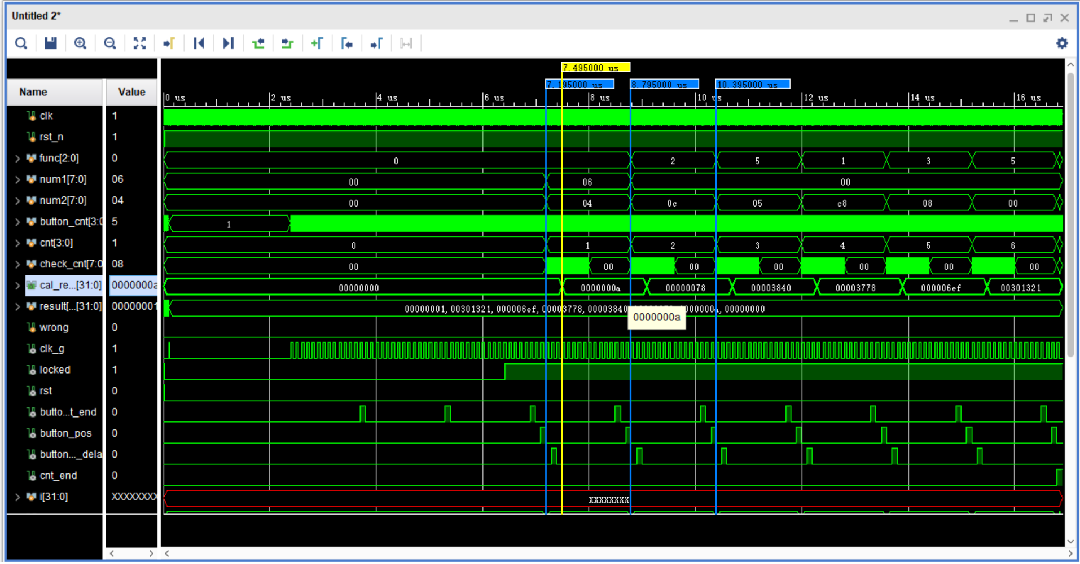 Untitled 2*
7.495000 us
7.195000 us 8.795000 us 10.395000 us
Name Value
0 us 2 us 4 us 6 us 8 us 10 us 12 us 14 us 16 us
clk 1
rst_n 1
func[2:0] 0 0 2 5 1 3 5
num1[7:0] 06 00 06 00
num2[7:0] 04 00 04 0c 05 c8 08 00
button_cnt[3:0 5 1
cnt[3:0] 1 0 1 2 3 4 5 6
check_cnt[7:0 08 00 00 00 00 00 00 00
cal_re...[31:0] 0000000a 00000000 0000000a 00000078 00003840 00003778 000006ef 00301321
result[...[31:0] 00000001 00000001,00301321,000006ef,00003778,00003840 00000000
0000000a
wrong 0
clk_g 1
locked 1
rst 0
butto...t_end 0
button_pos 0
button..._dela 0
cnt_end 0
i[31:0] XXXXXXXX XXXXXXXX